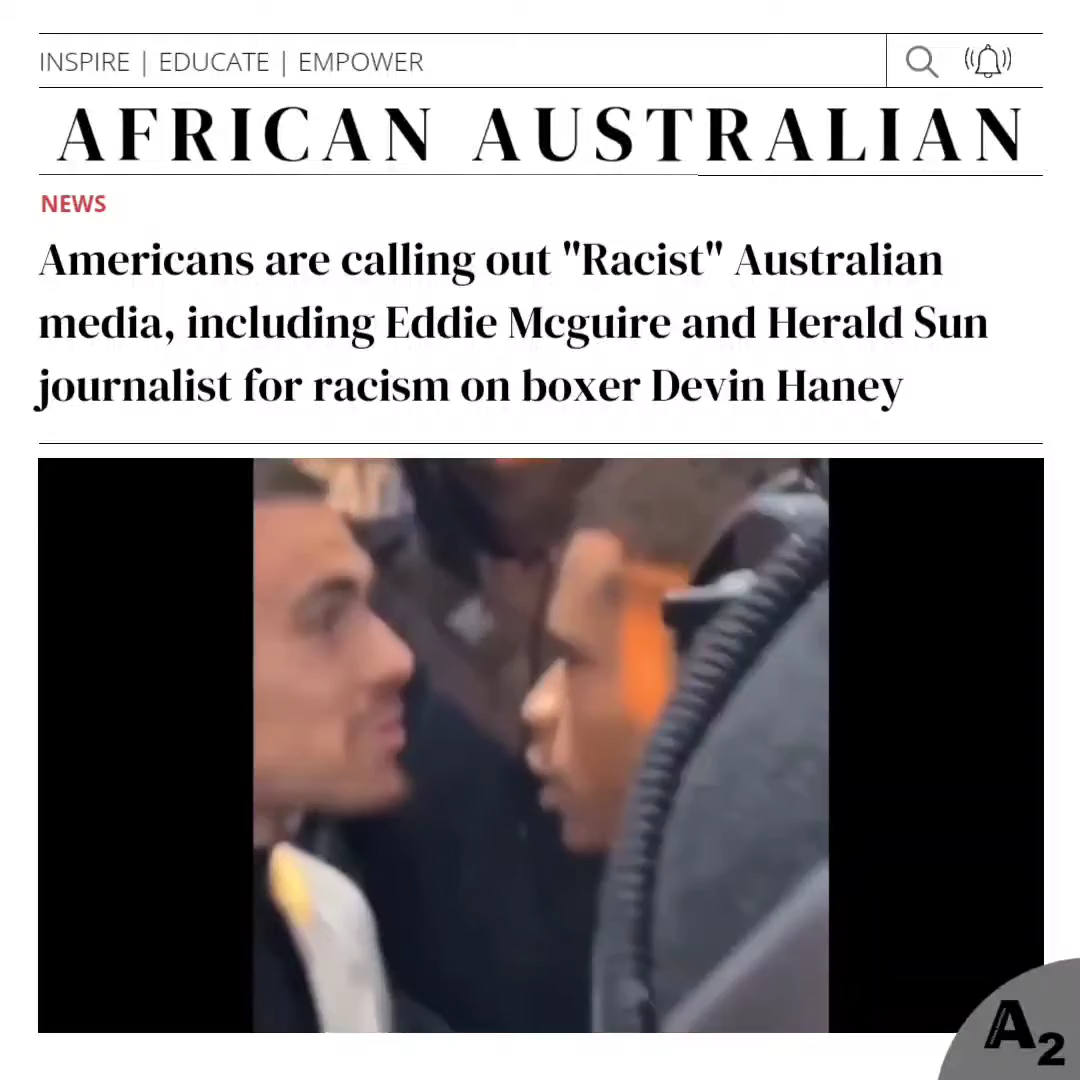 INSPIRE | EDUCATE | EMPOWER
AFRICAN AUSTRALIAN
NEWS
Americans are calling out "Racist" Australian
media, including Eddie Mcguire and Herald Sun
journalist for racism on boxer Devin Haney
A2